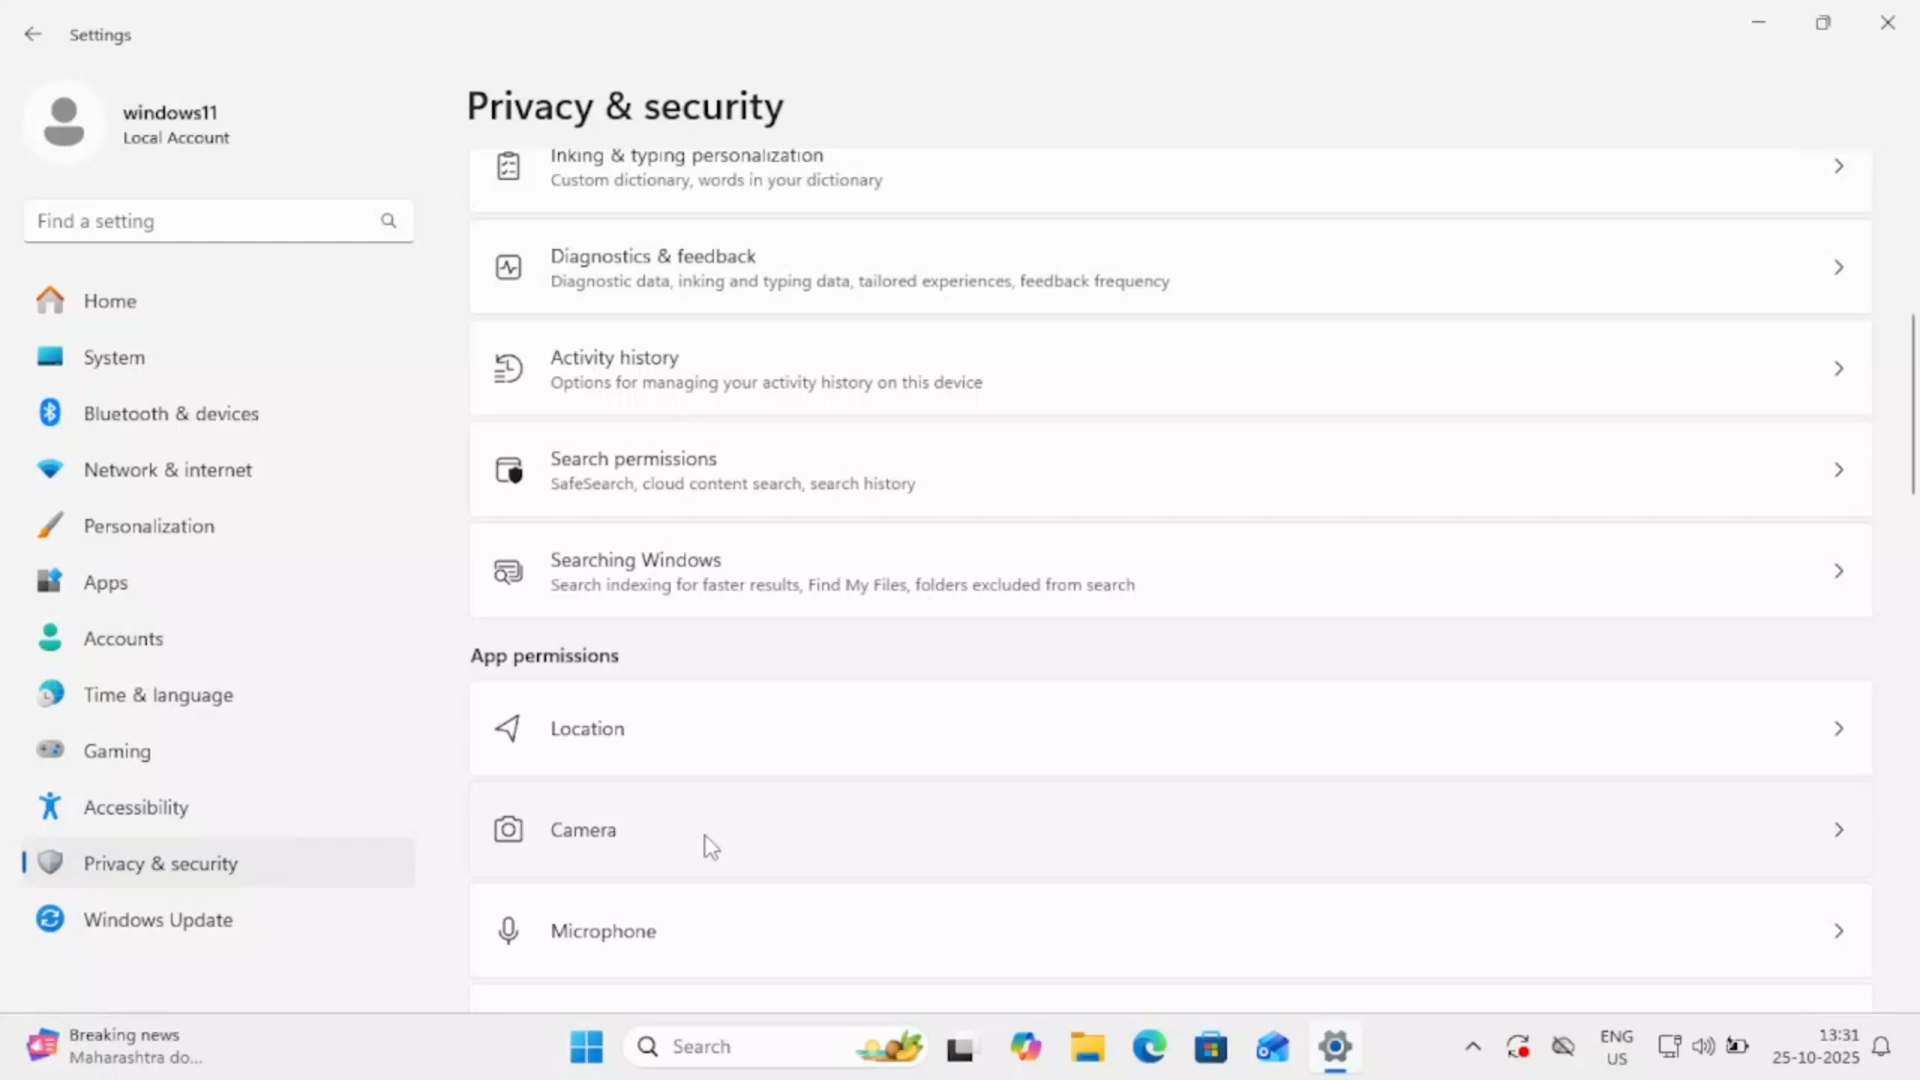 Settings
windows11
Local Account
Find a setting
Home
System
Bluetooth & devices
Network & internet
Personalization
Apps
Accounts
Time & language
Gaming
Accessibility
Privacy & security
Windows Update
Privacy & security
Inking & typing personalization
Custom dictionary, words in your dictionary
Diagnostics & feedback
Diagnostic data, inking and typing data, tailored experiences, feedback frequency
Activity history
Options for managing your activity history on this device
Search permissions
SafeSearch, cloud content search, search history
Searching Windows
Search indexing for faster results, Find My Files, folders excluded from search
App permissions
Location
Camera
Microphone
Breaking news
Maharashtra do...
Search
ENG
US
13:31
25-10-2025